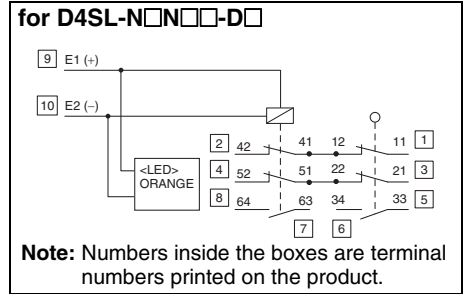 for D4SL-N□N□□-D□
9 E1 (+)
10 E2 (–)
<LED>
ORANGE
2 42 41 12 11 1
4 52 51 22 21 3
8 64 63 34 33 5
7 6
Note: Numbers inside the boxes are terminal
numbers printed on the product.